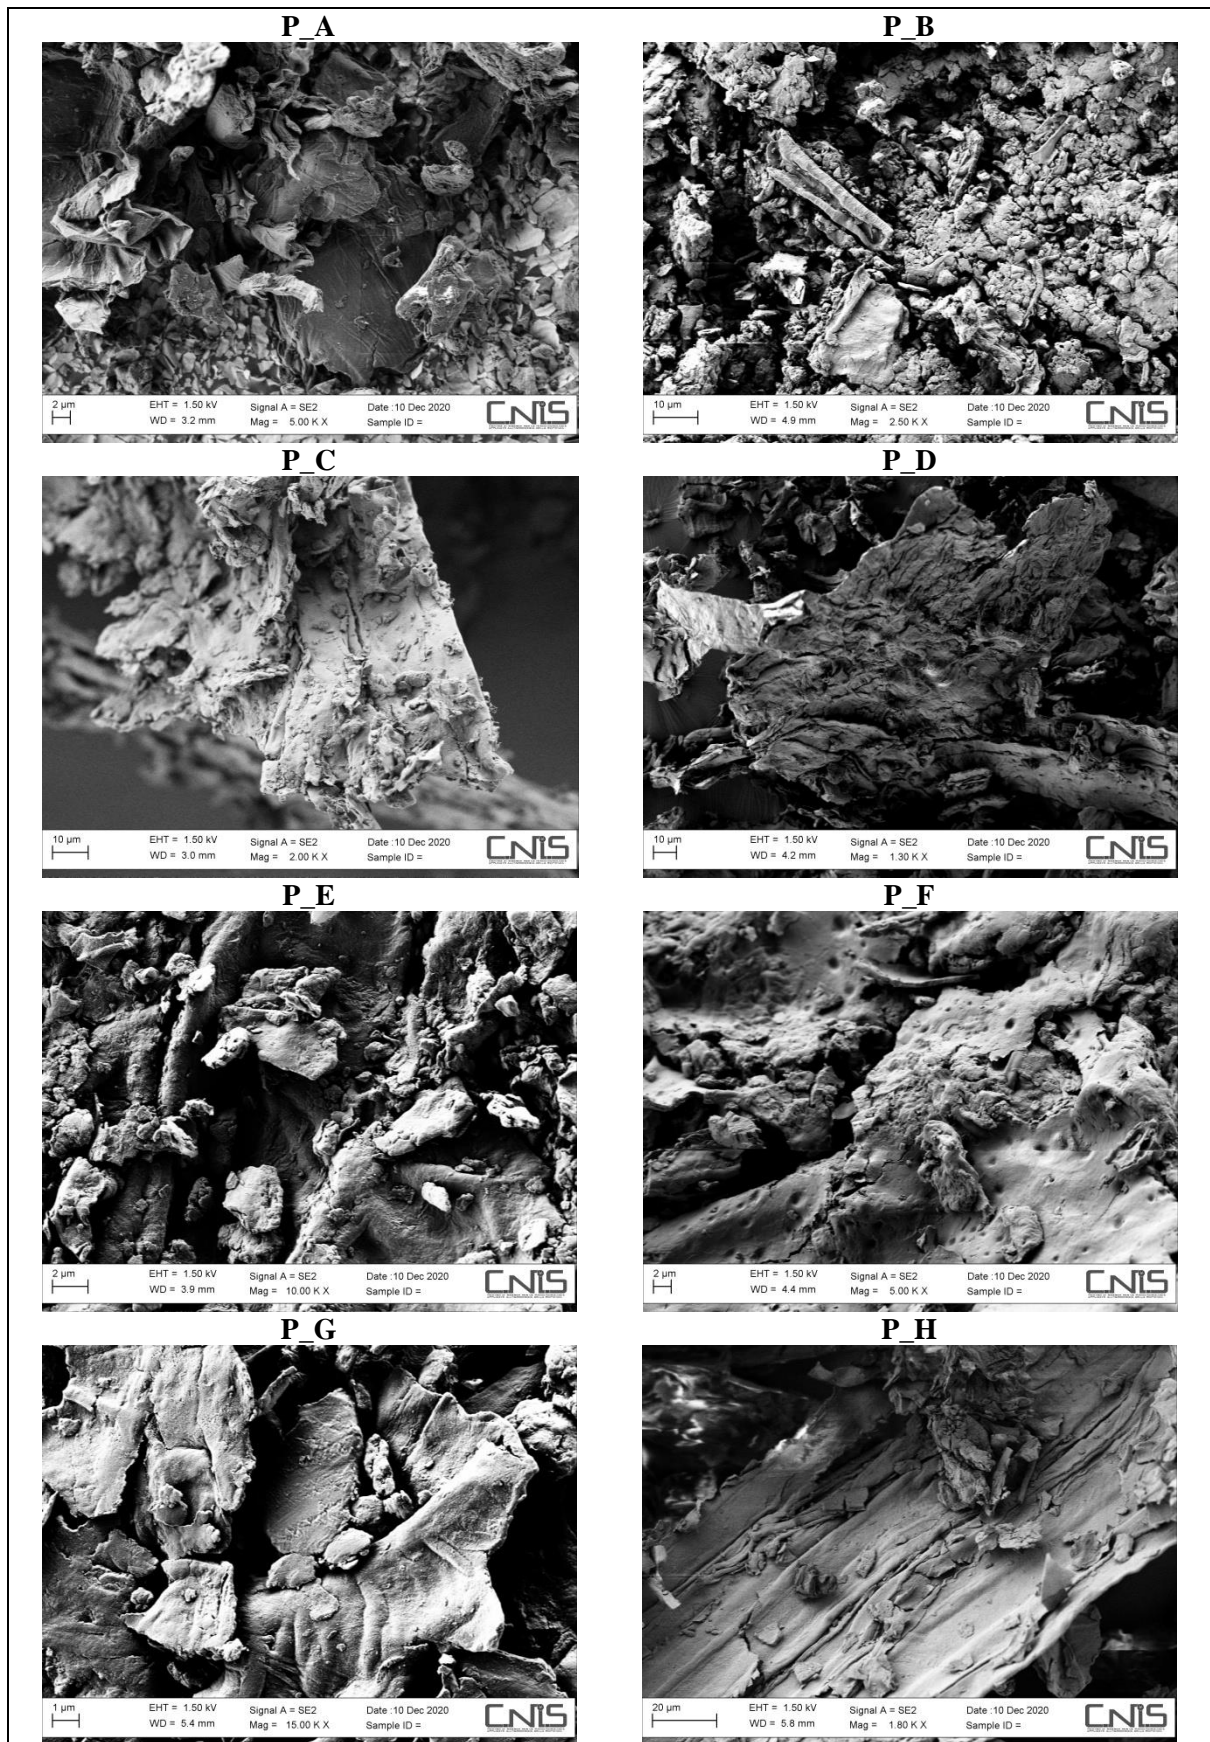 P_A P_B
2 µm EHT = 1.50 kV Signal A = SE2 Date :10 Dec 2020 CNIS
WD = 3.2 mm Mag = 5.00 K X Sample ID =
10 µm EHT = 1.50 kV Signal A = SE2 Date :10 Dec 2020 CNIS
WD = 4.9 mm Mag = 2.50 K X Sample ID =
P_C P_D
10 µm EHT = 1.50 kV Signal A = SE2 Date :10 Dec 2020 CNIS
WD = 3.0 mm Mag = 2.00 K X Sample ID =
10 µm EHT = 1.50 kV Signal A = SE2 Date :10 Dec 2020 CNIS
WD = 4.2 mm Mag = 1.30 K X Sample ID =
P_E P_F
2 µm EHT = 1.50 kV Signal A = SE2 Date :10 Dec 2020 CNIS
WD = 3.9 mm Mag = 10.00 K X Sample ID =
2 µm EHT = 1.50 kV Signal A = SE2 Date :10 Dec 2020 CNIS
WD = 4.4 mm Mag = 5.00 K X Sample ID =
P_G P_H
1 µm EHT = 1.50 kV Signal A = SE2 Date :10 Dec 2020 CNIS
WD = 5.4 mm Mag = 15.00 K X Sample ID =
20 µm EHT = 1.50 kV Signal A = SE2 Date :10 Dec 2020 CNIS
WD = 5.8 mm Mag = 1.80 K X Sample ID =